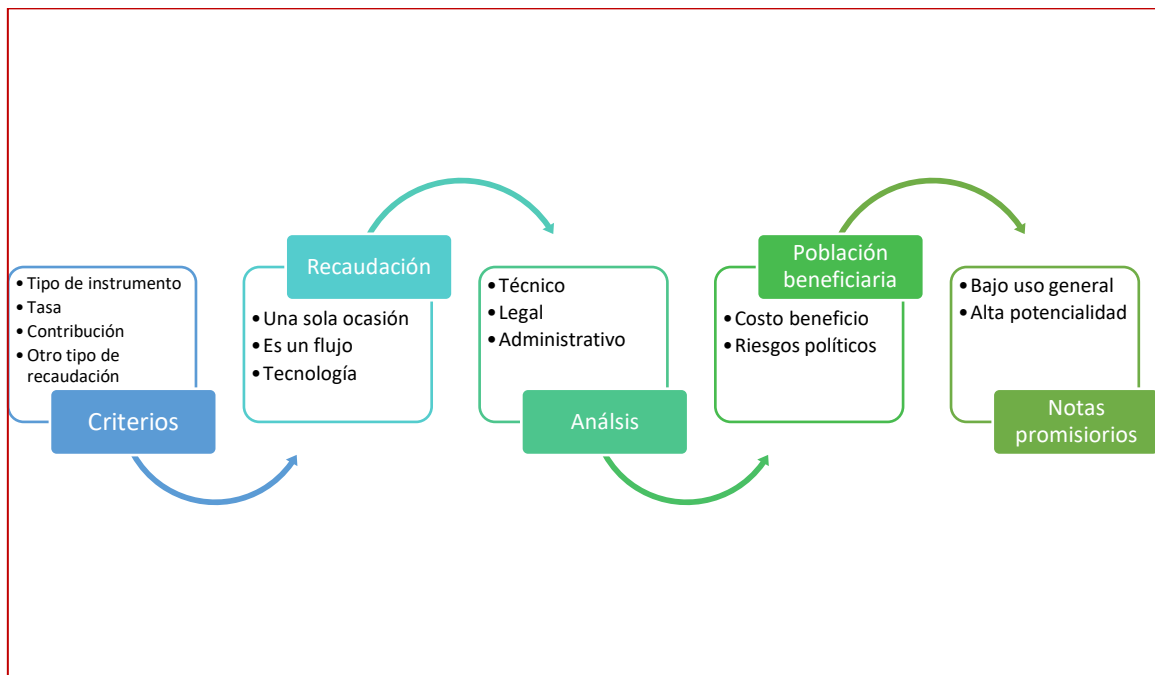 • Tipo de instrumento
• Tasa
• Contribución
• Otro tipo de
recaudación
Criterios
Recaudación
• Una sola ocasión
• Es un flujo
• Tecnología
• Técnico
• Legal
• Administrativo
Análsis
Población
beneficiaria
• Costo beneficio
• Riesgos políticos
• Bajo uso general
• Alta potencialidad
Notas
promisiorios